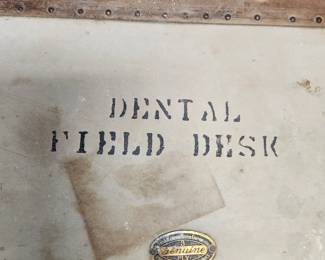 DENTAL
FIELD DESK
A
Genuine